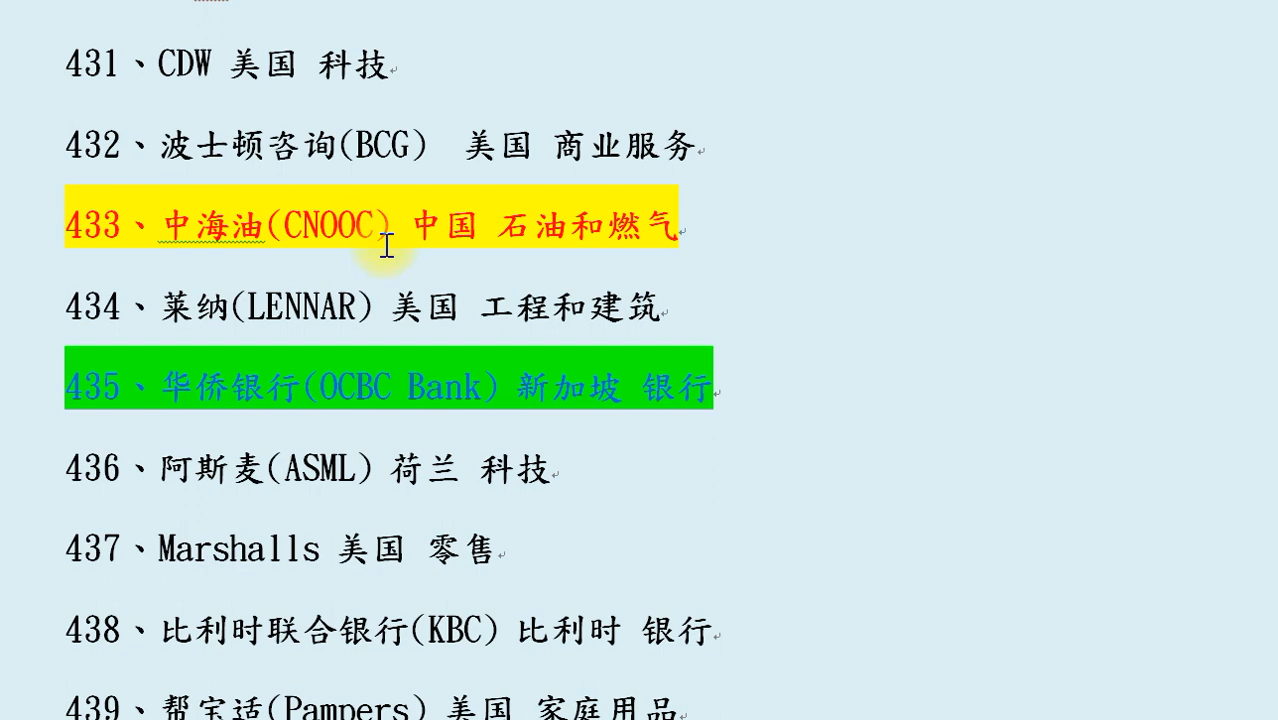 431、CDW 美国 科技
432、波士顿咨询(BCG) 美国 商业服务
433、中海油(CNOOC) 中国 石油和燃气
434、莱纳(LENNAR) 美国 工程和建筑
435、华侨银行(OCBC Bank) 新加坡 银行
436、阿斯麦(ASML) 荷兰 科技
437、Marshalls 美国 零售
438、比利时联合银行(KBC) 比利时 银行
439、帮宝适(Pampers) 美国 家庭用品